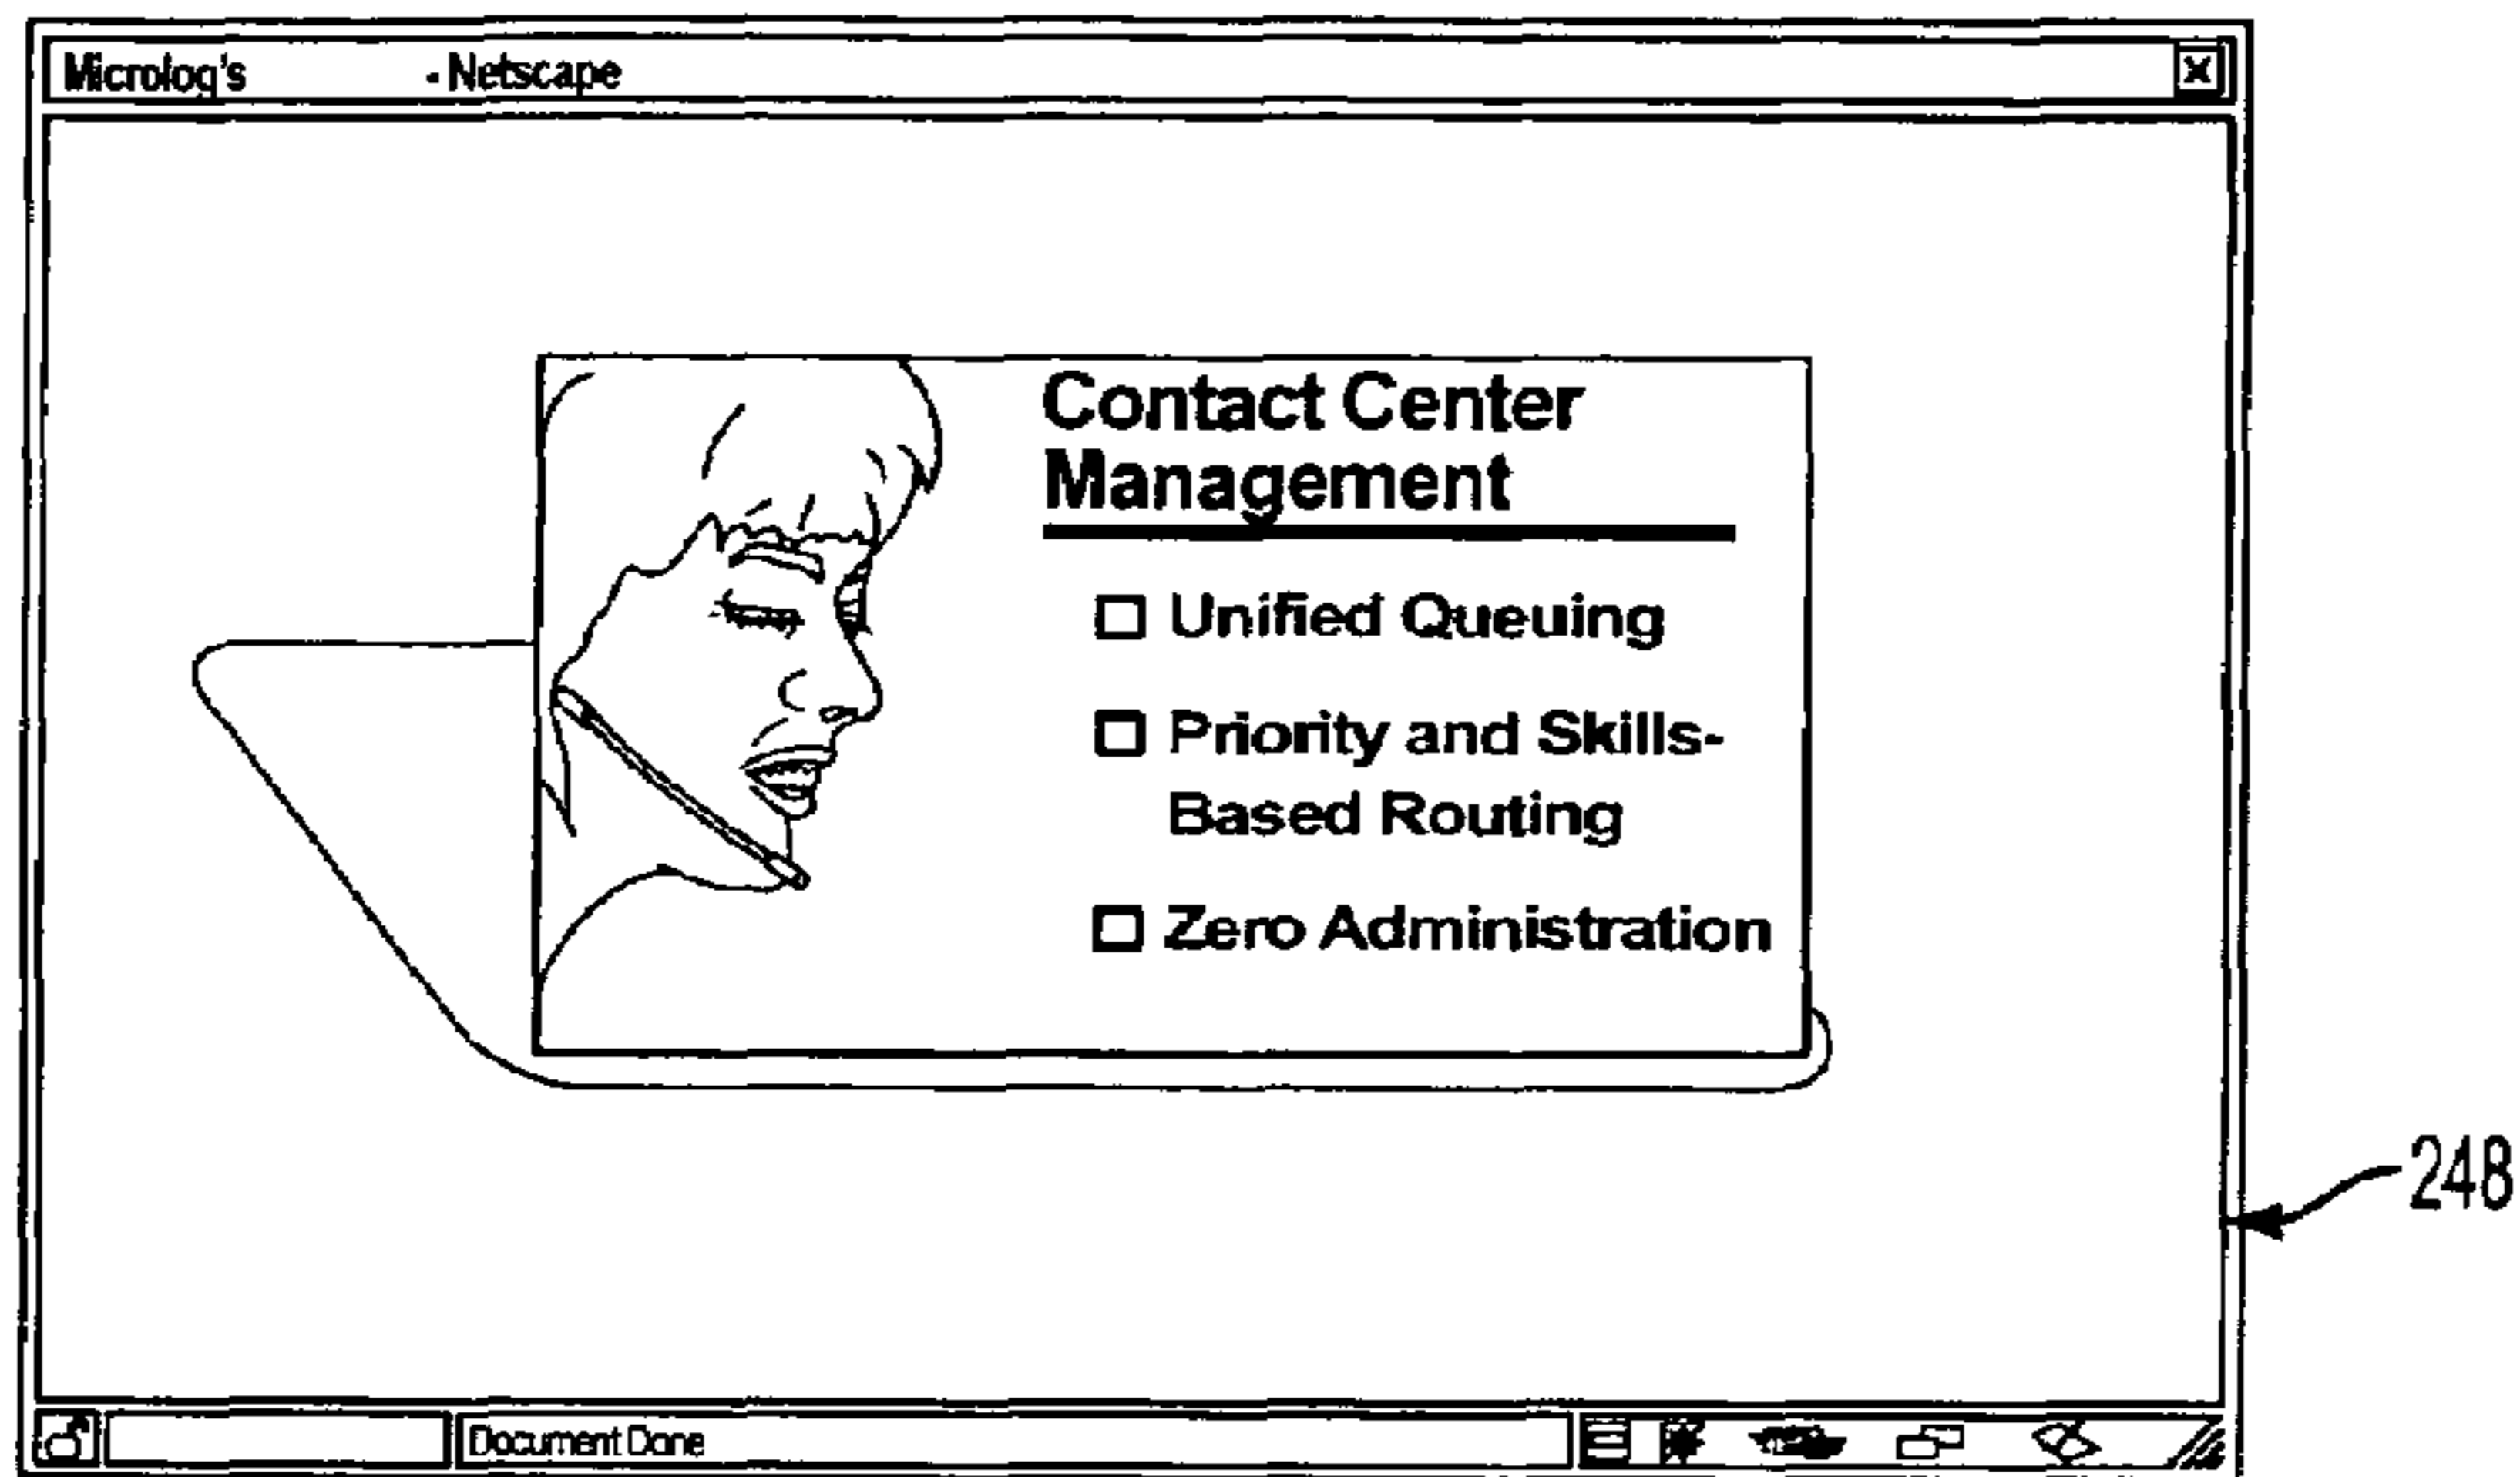 Microlog's - Netscape
Contact Center
Management
Unified Queuing
Priority and Skills-
Based Routing
Zero Administration
248
Document Done